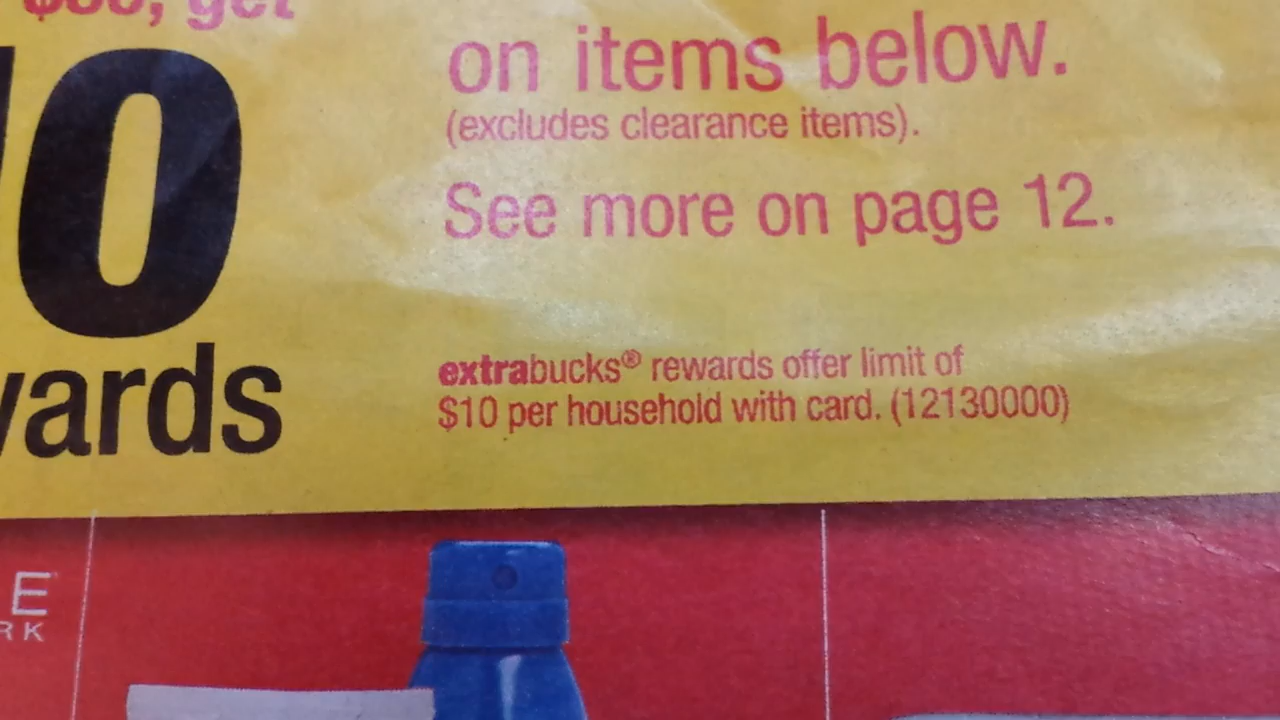 get
on items below.
(excludes clearance items).
See more on page 12.
extrabucks® rewards offer limit of
$10 per household with card. (12130000)